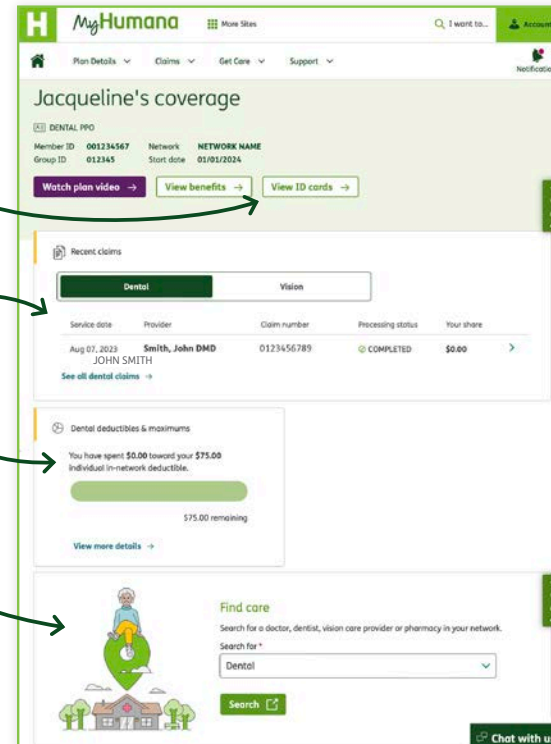 H MyHumana More Sites I want to... Account
Plan Details Claims Get Care Support
Notificatio
Jacqueline's coverage
DENTAL PPO
Member ID 001234567 Network NETWORK NAME
Group ID 012345 Start date 01/01/2024
Watch plan video → View benefits → View ID cards →
Recent claims
Dental Vision
Service date Provider Claim number Processing status Your share
Aug 07, 2023 Smith, John DMD 0123456789 COMPLETED $0.00
JOHN SMITH
See all dental claims →
Dental deductibles & maximums
You have spent $0.00 toward your $75.00
individual in-network deductible.
$75.00 remaining
View more details →
Find care
Search for a doctor, dentist, vision care provider or pharmacy in your network.
Search for *
Dental
Search
Chat with u